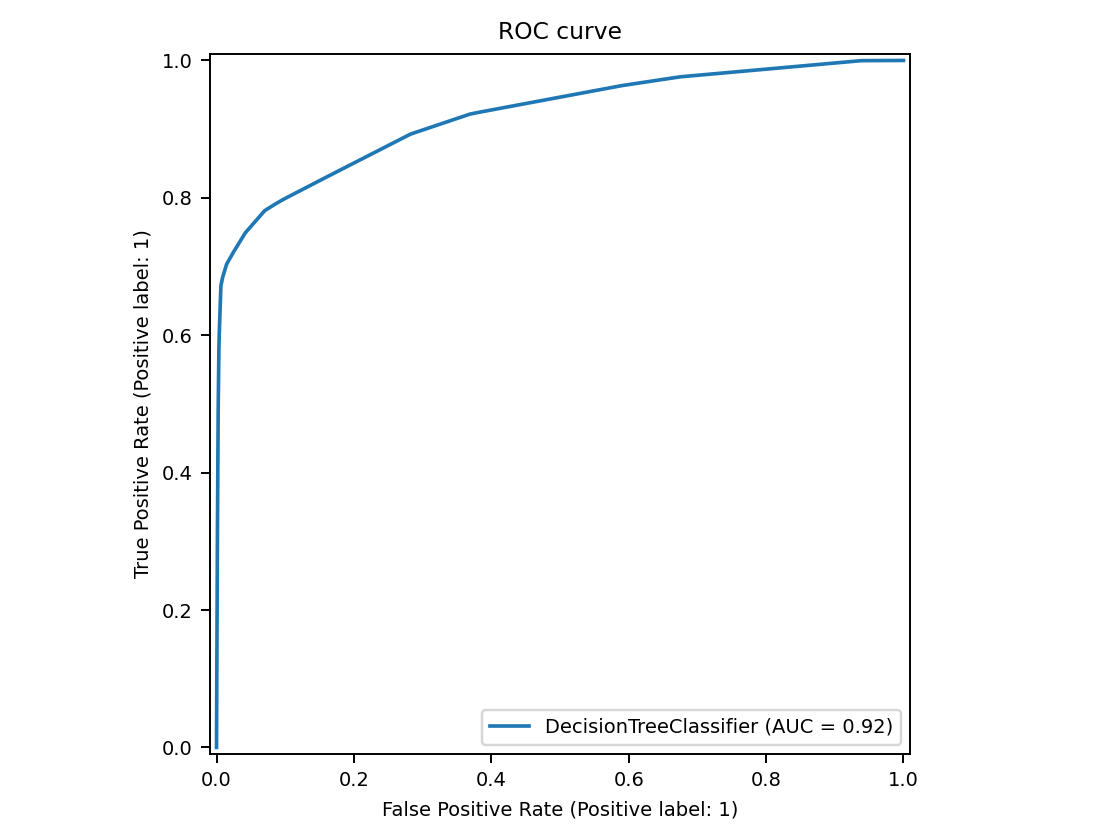 ROC curve
True Positive Rate (Positive label: 1)
1.0
0.8
0.6
0.4
0.2
0.0
DecisionTreeClassifier (AUC = 0.92)
0.0 0.2 0.4 0.6 0.8 1.0
False Positive Rate (Positive label: 1)